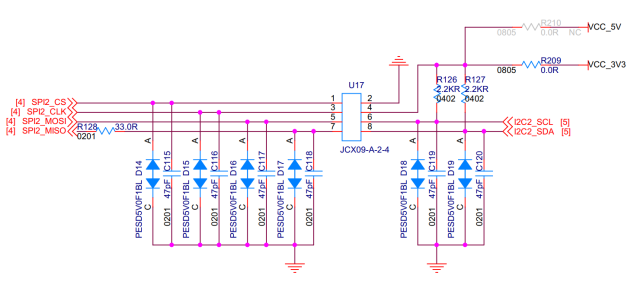 R210
VCC_5V
0805 0.0R NC
R209
VCC_3V3
0805 0.0R
U17
R126 R127
2.2KR 2.2KR
0402 0402
[4] SPI2_CS
[4] SPI2_CLK
[4] SPI2_MOSI
[4] SPI2_MISO
R128 33.0R
0201
1 2
3 4
5 6
7 8
JCX09-A-2-4
I2C2_SCL [5]
I2C2_SDA [5]
A C
PESD5V0F1BL D14
47pF C115
0201
A C
PESD5V0F1BL D15
47pF C116
0201
A C
PESD5V0F1BL D16
47pF C117
0201
A C
PESD5V0F1BL D17
47pF C118
0201
A C
PESD5V0F1BL D18
47pF C119
0201
A C
PESD5V0F1BL D19
47pF C120
0201